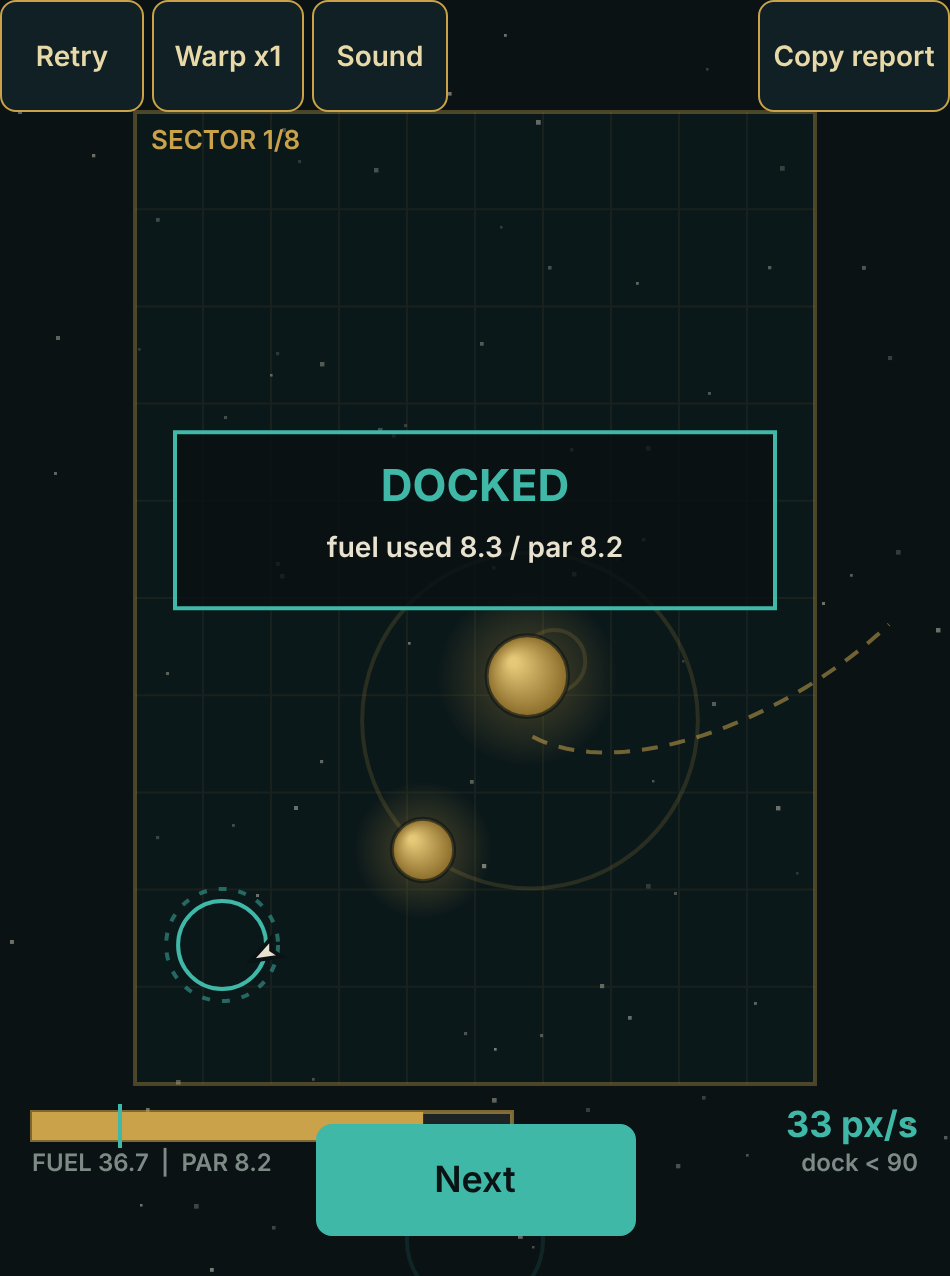 Retry
Warp x1
Sound
Copy report
SECTOR 1/8
DOCKED
fuel used 8.3 / par 8.2
33 px/s
FUEL 36.7 | PAR 8.2
dock < 90
Next